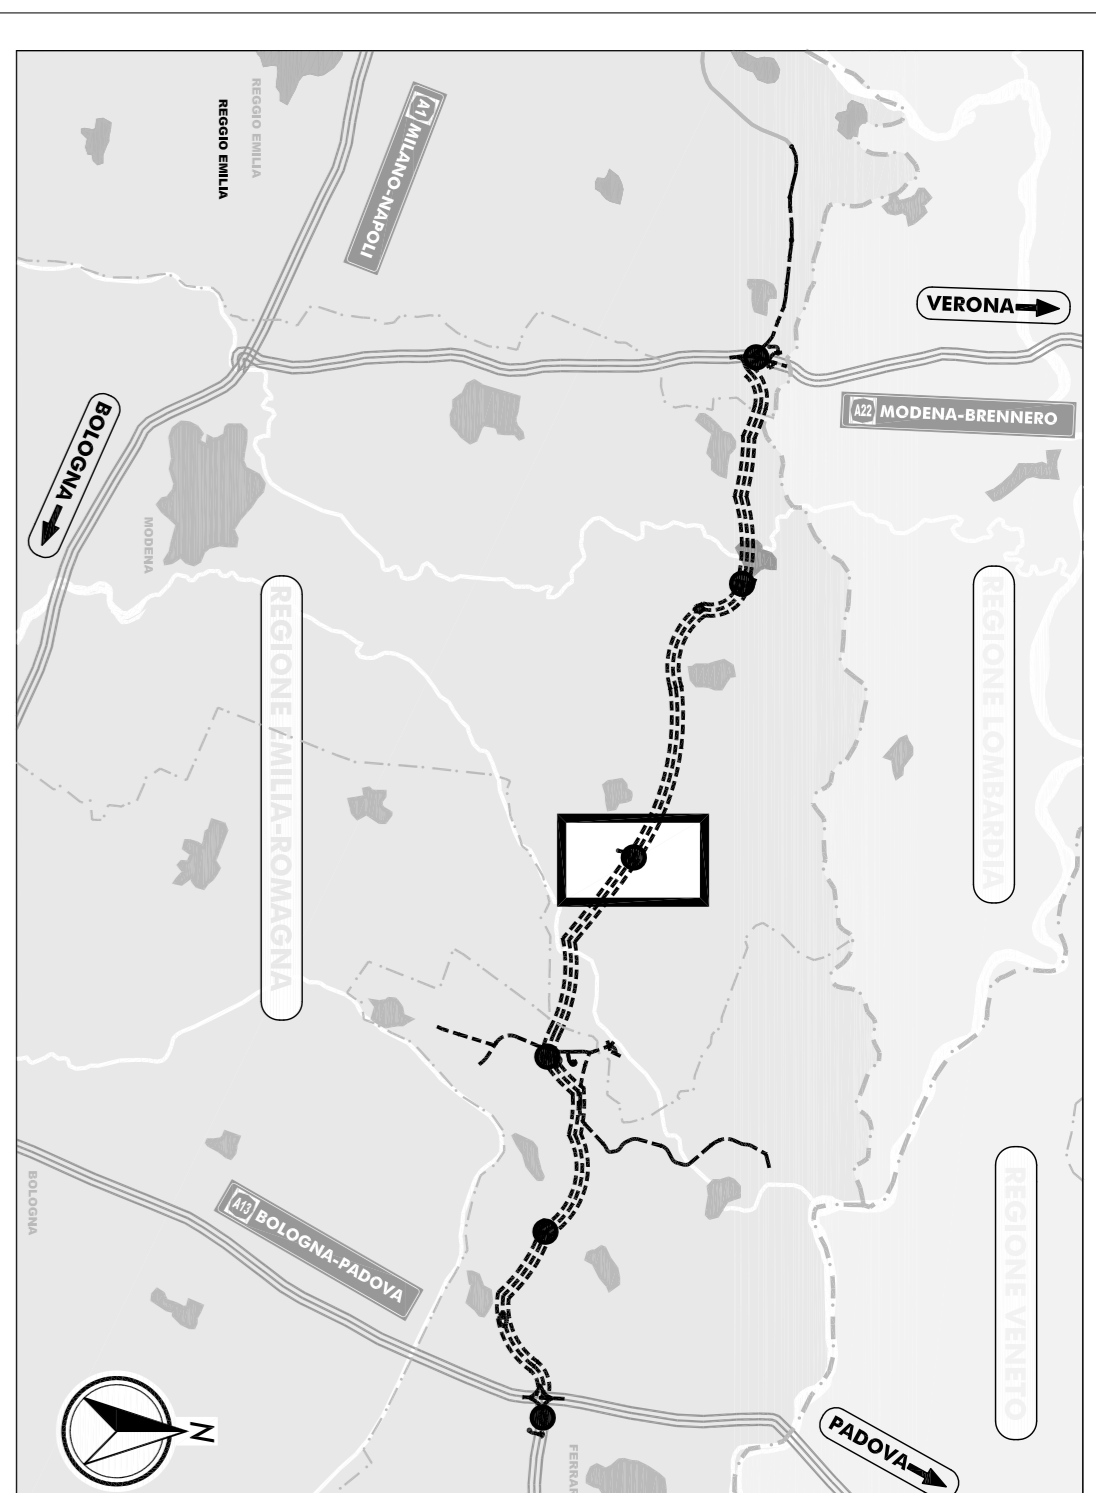 REGGIO EMILIA
REGGIO EMILIA
A1 MILANO-NAPOLI
VERONA
A22 MODENA-BRENNERO
BOLOGNA
MODENA
REGIONE EMILIA-ROMAGNA
REGIONE LOMBARDIA
BOLOGNA
A13 BOLOGNA-PADOVA
REGIONE VENETO
PADOVA
N